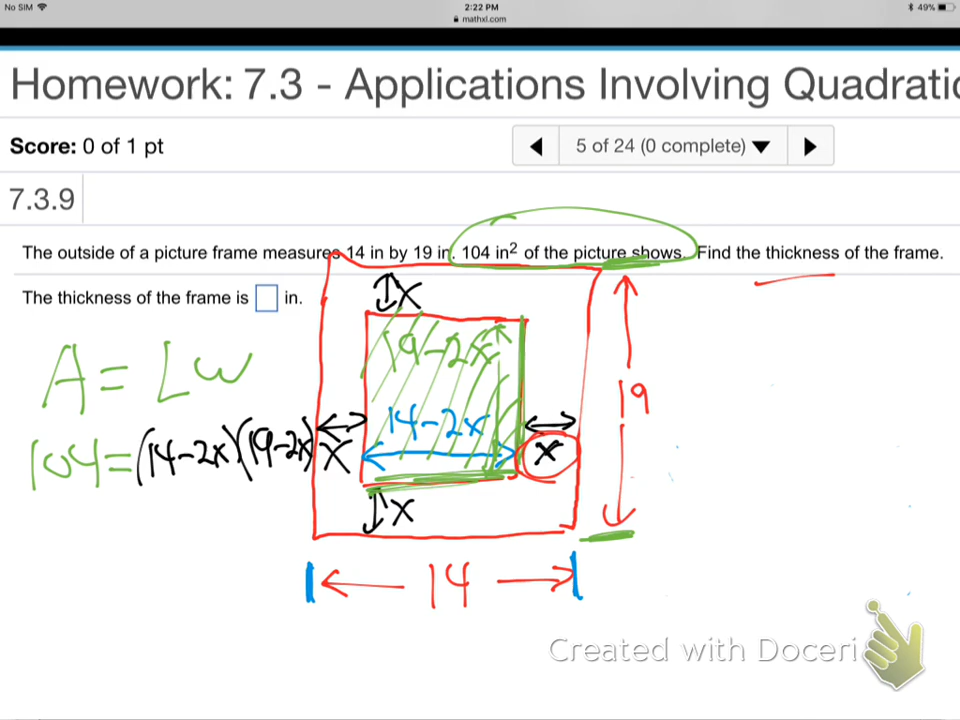 No SIM 2:22 PM 49%
mathxl.com
Homework: 7.3 - Applications Involving Quadratic
Score: 0 of 1 pt
5 of 24 (0 complete)
7.3.9
The outside of a picture frame measures 14 in by 19 in. 104 in² of the picture shows. Find the thickness of the frame.
The thickness of the frame is in.
x
19-2x
A = LW
19
14-2x
104=(14-2x)(19-2x)
x
x
x
14
Created with Doceri